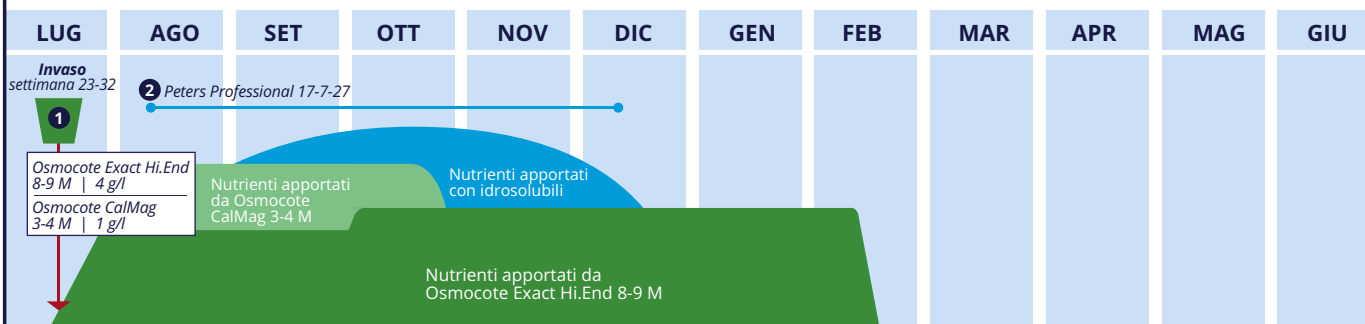 LUG AGO SET OTT NOV DIC GEN FEB MAR APR MAG GIU
Invaso
settimana 23-32
1
2 Peters Professional 17-7-27
Osmocote Exact Hi.End
8-9 M | 4 g/l
Osmocote CalMag
3-4 M | 1 g/l
Nutrienti apportati
da Osmocote
CalMag 3-4 M
Nutrienti apportati
con idrosolubili
Nutrienti apportati da
Osmocote Exact Hi.End 8-9 M